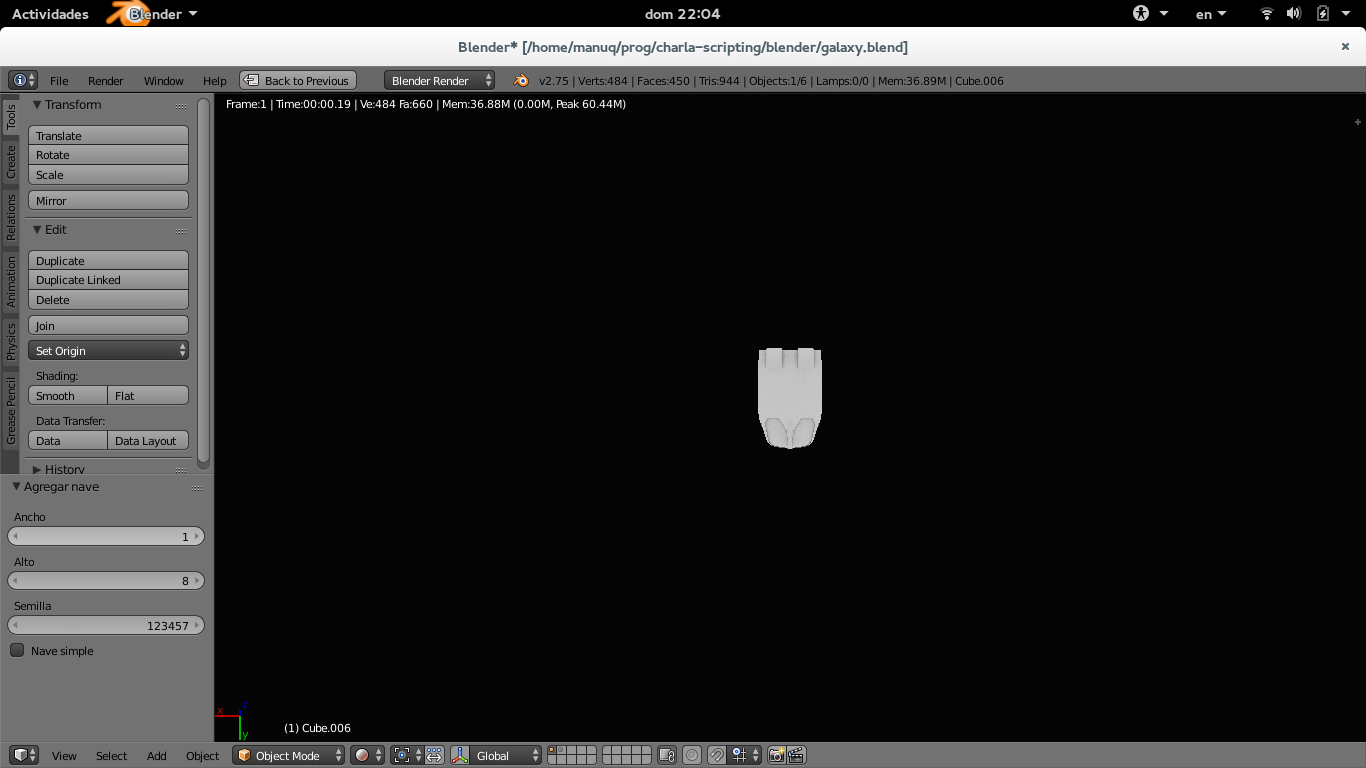 Actividades Blender dom 22:04 en
Blender* [/home/manuq/prog/charla-scripting/blender/galaxy.blend] ×
File Render Window Help Back to Previous Blender Render v2.75 | Verts:484 | Faces:450 | Tris:944 | Objects:1/6 | Lamps:0/0 | Mem:36.89M | Cube.006
Frame:1 | Time:00:00.19 | Ve:484 Fa:660 | Mem:36.88M (0.00M, Peak 60.44M)
Tools
Create
Relations
Animation
Physics
Grease Pencil
Transform
Translate
Rotate
Scale
Mirror
Edit
Duplicate
Duplicate Linked
Delete
Join
Set Origin
Shading:
Smooth Flat
Data Transfer:
Data Data Layout
History
Agregar nave
Ancho
1
Alto
8
Semilla
123457
Nave simple
x z
y
(1) Cube.006
View Select Add Object Object Mode Global